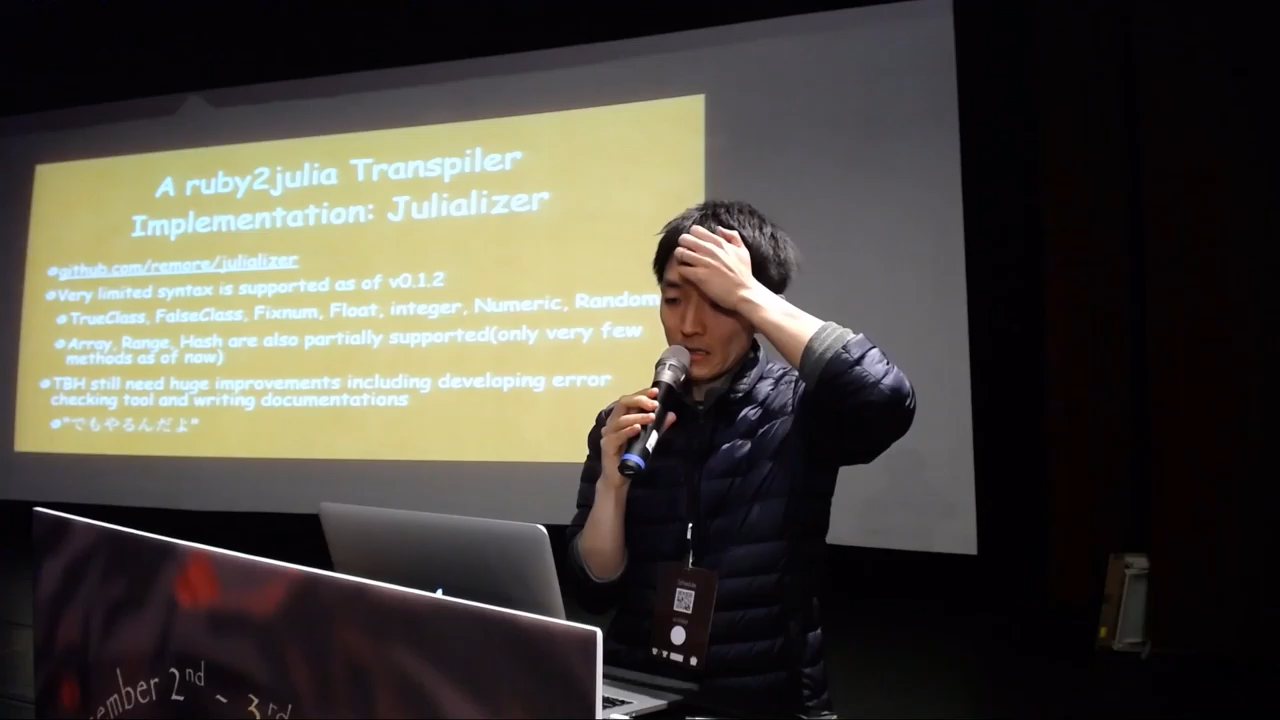 A ruby2julia Transpiler
Implementation: Julializer
github.com/remore/julializer
Very limited syntax is supported as of v0.1.2
TrueClass, FalseClass, Fixnum, Float, integer, Numeric, Random
Array, Range, Hash are also partially supported(only very few
methods as of now)
TBH still need huge improvements including developing error
checking tool and writing documentations
"でもやるんだよ"
ember 2nd ~ 3rd